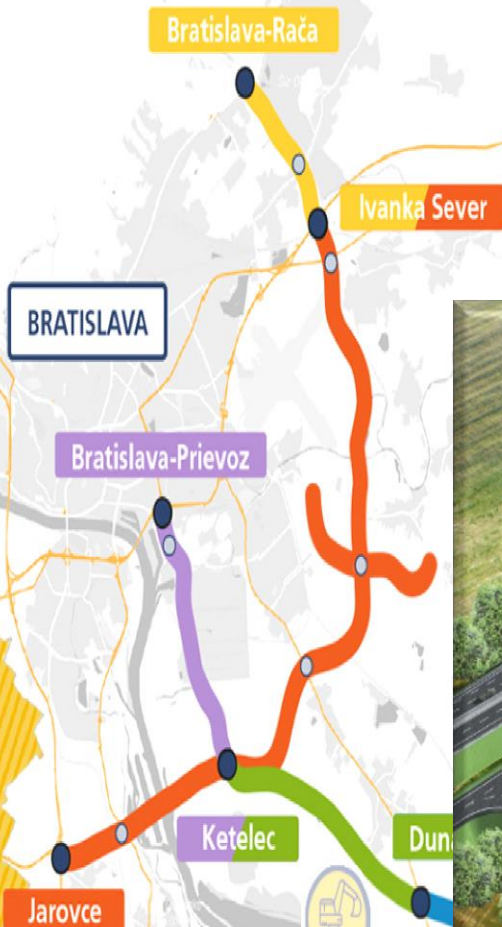 Bratislava-Rača
Ivanka Sever
BRATISLAVA
Bratislava-Prievoz
Ketelec
Jarovce